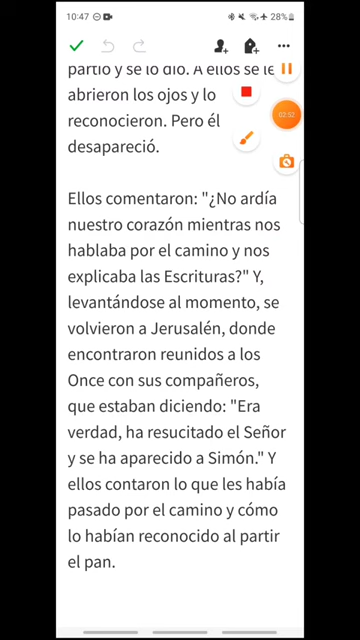 10:47
28%
partió y se lo dio. A ellos se le
abrieron los ojos y lo
reconocieron. Pero él
desapareció.
02:52
Ellos comentaron: "¿No ardía
nuestro corazón mientras nos
hablaba por el camino y nos
explicaba las Escrituras?" Y,
levantándose al momento, se
volvieron a Jerusalén, donde
encontraron reunidos a los
Once con sus compañeros,
que estaban diciendo: "Era
verdad, ha resucitado el Señor
y se ha aparecido a Simón." Y
ellos contaron lo que les había
pasado por el camino y cómo
lo habían reconocido al partir
el pan.